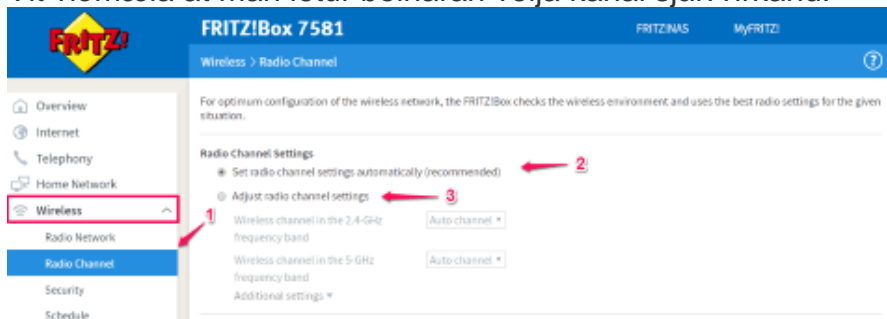 FRITZ!
FRITZ!Box 7581
FRITZ!NAS
MyFRITZ!
Wireless > Radio Channel
?
Overview
Internet
Telephony
Home Network
Wireless
Radio Network
Radio Channel
Security
Schedule
For optimum configuration of the wireless network, the FRITZ!Box checks the wireless environment and uses the best radio settings for the given
situation.
Radio Channel Settings
Set radio channel settings automatically (recommended)
2
Adjust radio channel settings
3
1
Wireless channel in the 2.4-GHz
frequency band
Auto channel
Wireless channel in the 5-GHz
frequency band
Auto channel
Additional settings